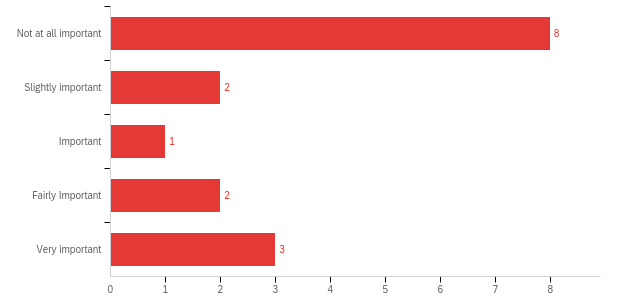 Not at all important 8
Slightly important 2
Important 1
Fairly Important 2
Very important 3
0 1 2 3 4 5 6 7 8